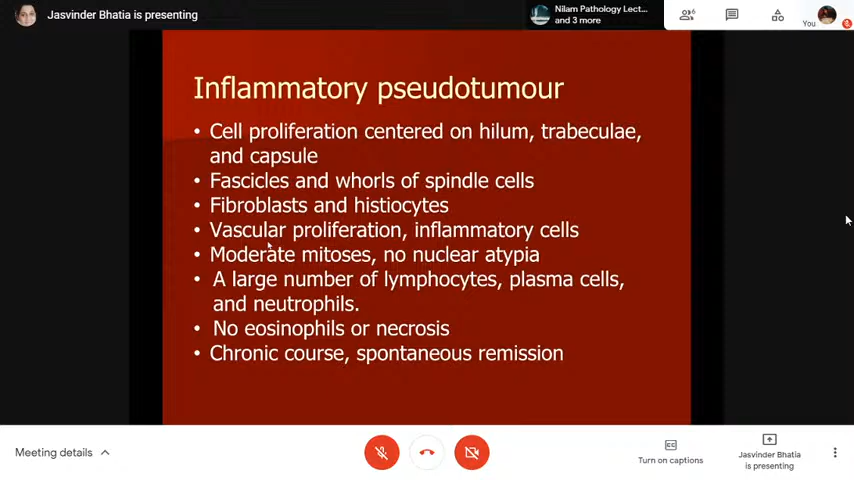 Jasvinder Bhatia is presenting
Nilam Pathology Lect...
and 3 more
6
You
Inflammatory pseudotumour
• Cell proliferation centered on hilum, trabeculae,
and capsule
• Fascicles and whorls of spindle cells
• Fibroblasts and histiocytes
• Vascular proliferation, inflammatory cells
• Moderate mitoses, no nuclear atypia
• A large number of lymphocytes, plasma cells,
and neutrophils.
• No eosinophils or necrosis
• Chronic course, spontaneous remission
Meeting details
Turn on captions
Jasvinder Bhatia
is presenting